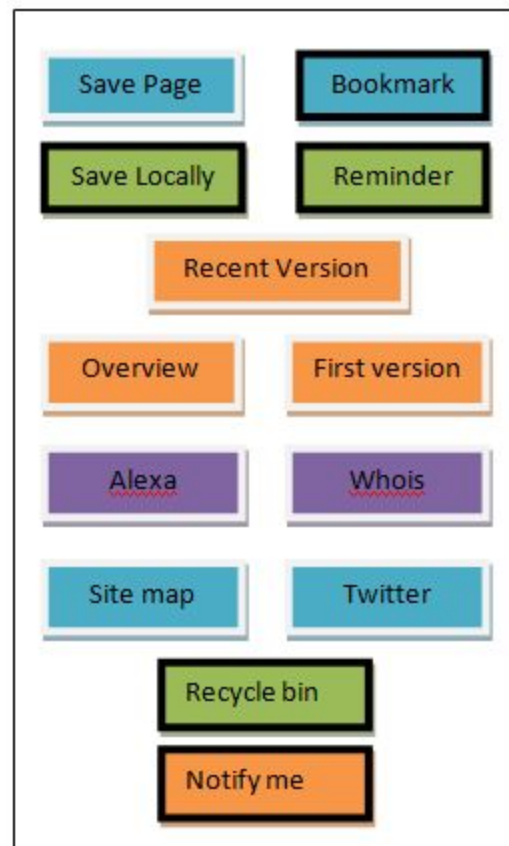 Save Page
Bookmark
Save Locally
Reminder
Recent Version
Overview
First version
Alexa
Whois
Site map
Twitter
Recycle bin
Notify me